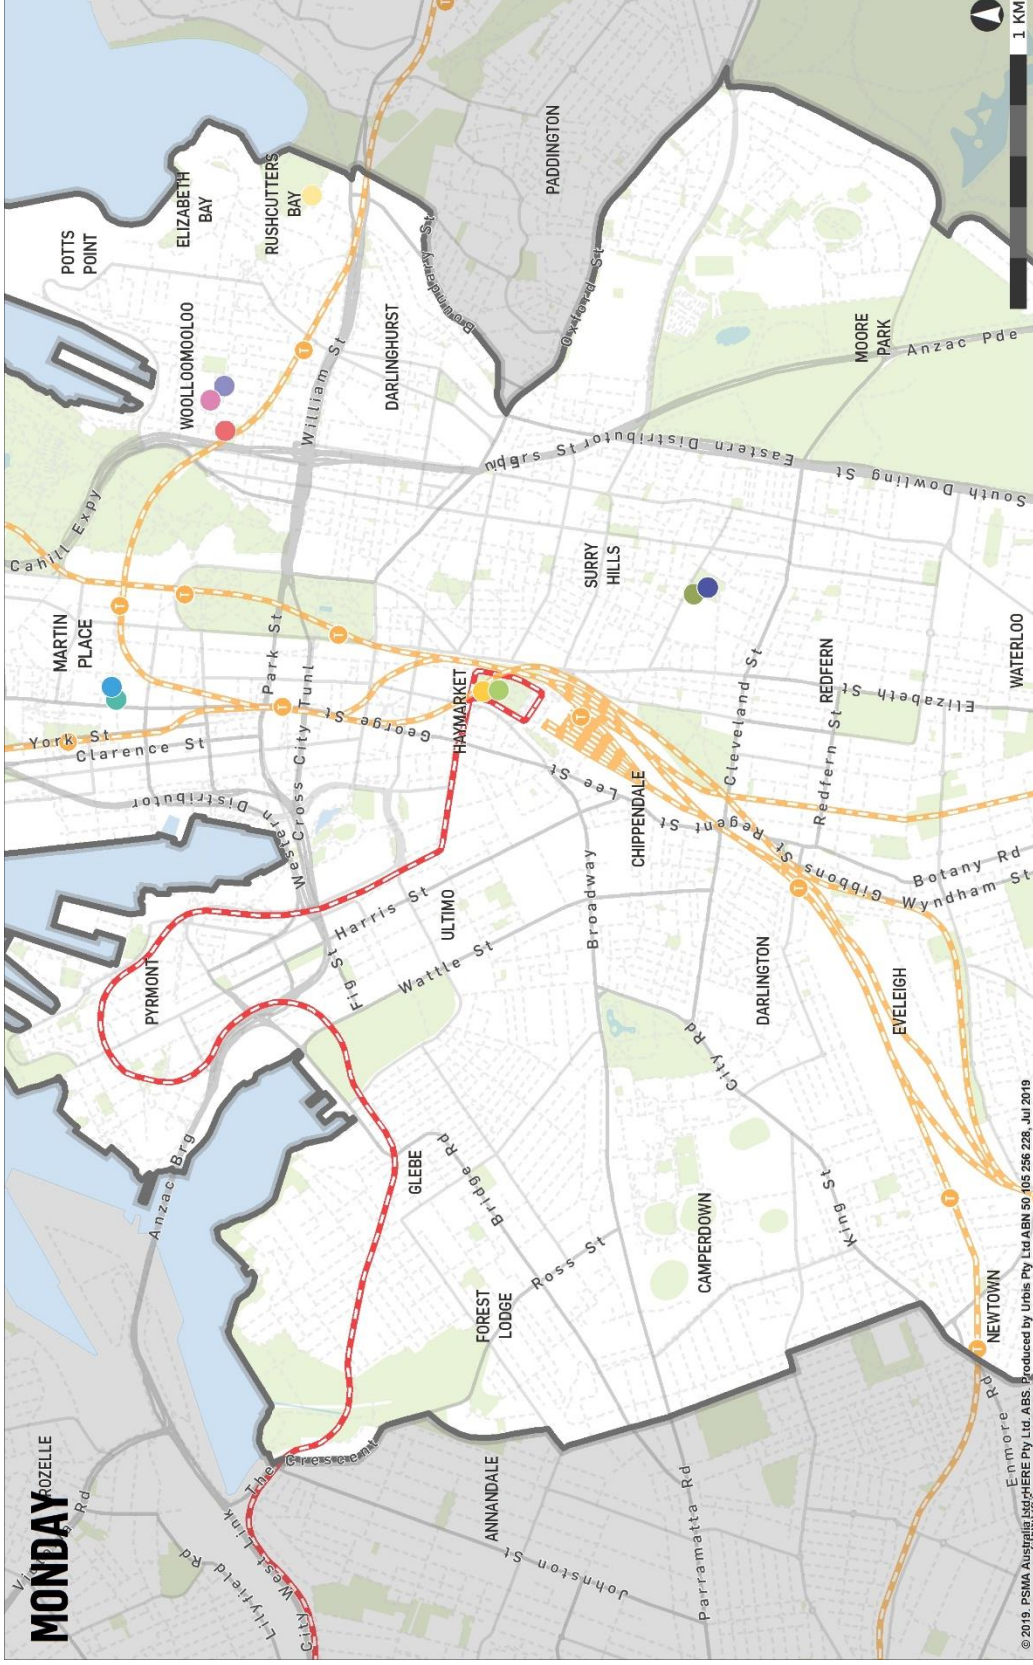 MONDAY
ROZELLE
Lilyfield Rd
City West Link
The Crescent
Johnston St
ANNANDALE
Parramatta Rd
Enmore Rd
NEWTOWN
FOREST
LODGE
Ross St
CAMPERDOWN
King St
GLEBE
Bridge Rd
Anzac Brg
City Rd
DARLINGTON
EVELEIGH
PYRMONT
Fig St
Wattle St
Harris St
ULTIMO
Broadway
Western Distributor
Cross City Tunl
CHIPPENDALE
Lee St
Regent St
Gibbons St
Wyndham St
Botany Rd
York St
Clarence St
George St
HAYMARKET
Park St
MARTIN
PLACE
Cleveland St
Redfern St
REDFERN
Elizabeth St
WATERLOO
SURRY
HILLS
Cahill Expy
William St
WOOLLOOMOOLOO
DARLINGHURST
Eastern Distributor
South Dowling St
POTTS
POINT
ELIZABETH
BAY
RUSHCUTTERS
BAY
Boundary St
Oxford St
PADDINGTON
MOORE
PARK
Anzac Pde
T
T
T
T
T
T
T
T
T
T
T
T
1 KM
© 2019. PSMA Australia Ltd, HERE Pty Ltd. ABS. Produced by Urbis Pty Ltd ABN 50 105 256 228, Jul 2019